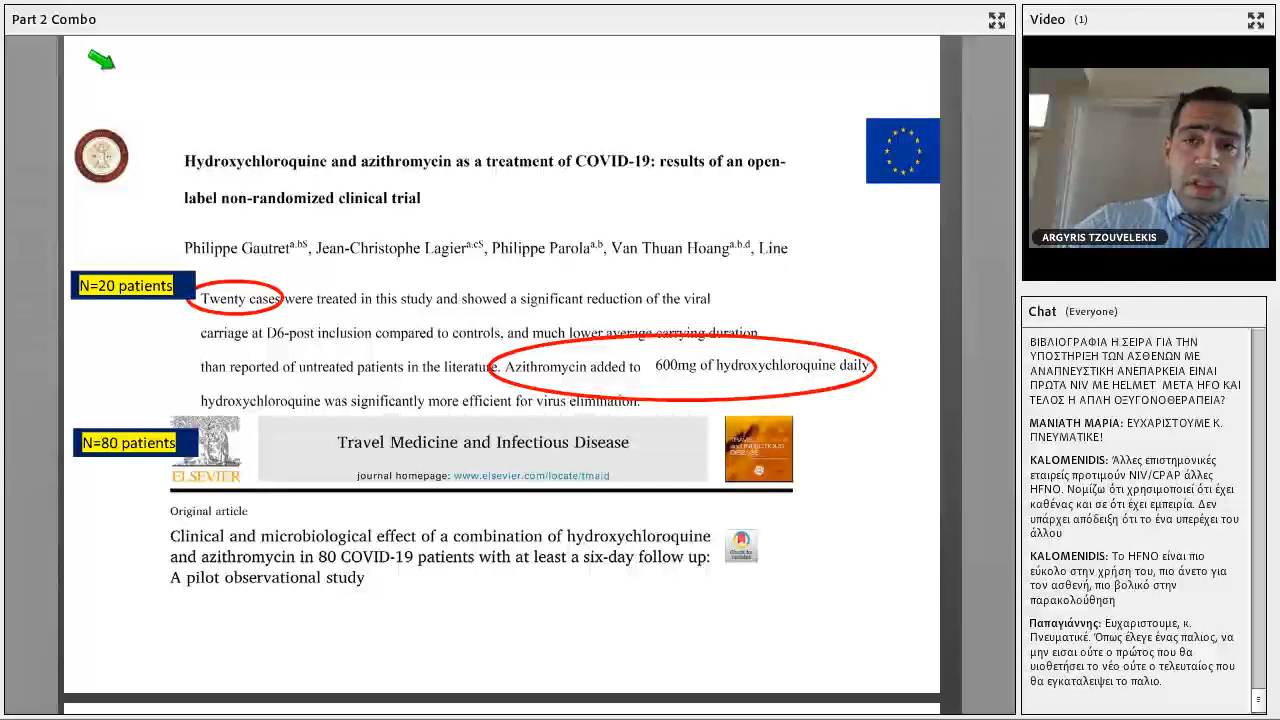 Part 2 Combo
Hydroxychloroquine and azithromycin as a treatment of COVID-19: results of an open-
label non-randomized clinical trial
Philippe Gautret a,b$, Jean-Christophe Lagier a,c$, Philippe Parola a,b, Van Thuan Hoang a,b,d, Line
N=20 patients
Twenty cases were treated in this study and showed a significant reduction of the viral
carriage at D6-post inclusion compared to controls, and much lower average carrying duration
than reported of untreated patients in the literature. Azithromycin added to 600mg of hydroxychloroquine daily
hydroxychloroquine was significantly more efficient for virus elimination.
N=80 patients
ELSEVIER
Travel Medicine and Infectious Disease
journal homepage: www.elsevier.com/locate/tmaid
Original article
Clinical and microbiological effect of a combination of hydroxychloroquine
and azithromycin in 80 COVID-19 patients with at least a six-day follow up:
A pilot observational study
Check for
updates
Video (1)
ARGYRIS TZOUVELEKIS
Chat (Everyone)
ΒΙΒΛΙΟΓΡΑΦΙΑ Η ΣΕΙΡΑ ΓΙΑ ΤΗΝ
ΥΠΟΣΤΗΡΙΞΗ ΤΩΝ ΑΣΘΕΝΩΝ ΜΕ
ΑΝΑΠΝΕΥΣΤΙΚΗ ΑΝΕΠΑΡΚΕΙΑ ΕΙΝΑΙ
ΠΡΩΤΑ NIV ΜΕ HELMET ΜΕΤΑ HFO ΚΑΙ
ΤΕΛΟΣ Η ΑΠΛΗ ΟΞΥΓΟΝΟΘΕΡΑΠΕΙΑ?
ΜΑΝΙΑΤΗ ΜΑΡΙΑ: ΕΥΧΑΡΙΣΤΟΥΜΕ Κ.
ΠΝΕΥΜΑΤΙΚΕ!
KALOMENIDIS: Άλλες επιστημονικές
εταιρείς προτιμούν NIV/CPAP άλλες
HFNO. Νομίζω ότι χρησιμοποιεί ότι έχει
καθένας και σε ότι έχει εμπειρία. Δεν
υπάρχει απόδειξη ότι το ένα υπερέχει του
άλλου
KALOMENIDIS: Το HFNO είναι πιο
εύκολο στην χρήση του, πιο άνετο για
τον ασθενή, πιο βολικό στην
παρακολούθηση
Παπαγιάννης: Ευχαριστουμε, κ.
Πνευματικέ. Όπως έλεγε ένας παλιος, να
μην εισαι ούτε ο πρώτος που θα
υιοθετήσει το νέο ούτε ο τελευταίος που
θα εγκαταλειψει το παλιο.